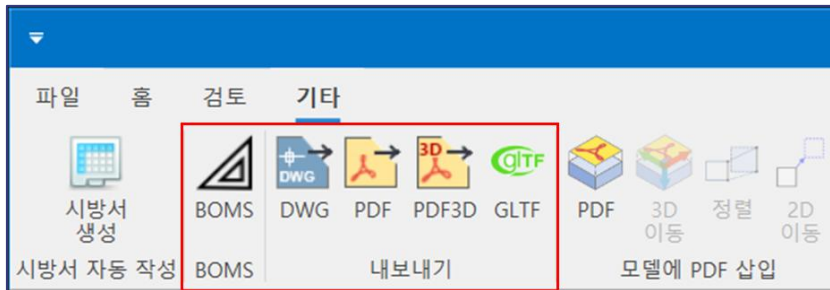 파일 홈 검토 기타
DWG 3D glTF
시방서 BOMS DWG PDF PDF3D GLTF PDF 3D 정렬 2D
생성 이동 이동
시방서 자동 작성 BOMS 내보내기 모델에 PDF 삽입